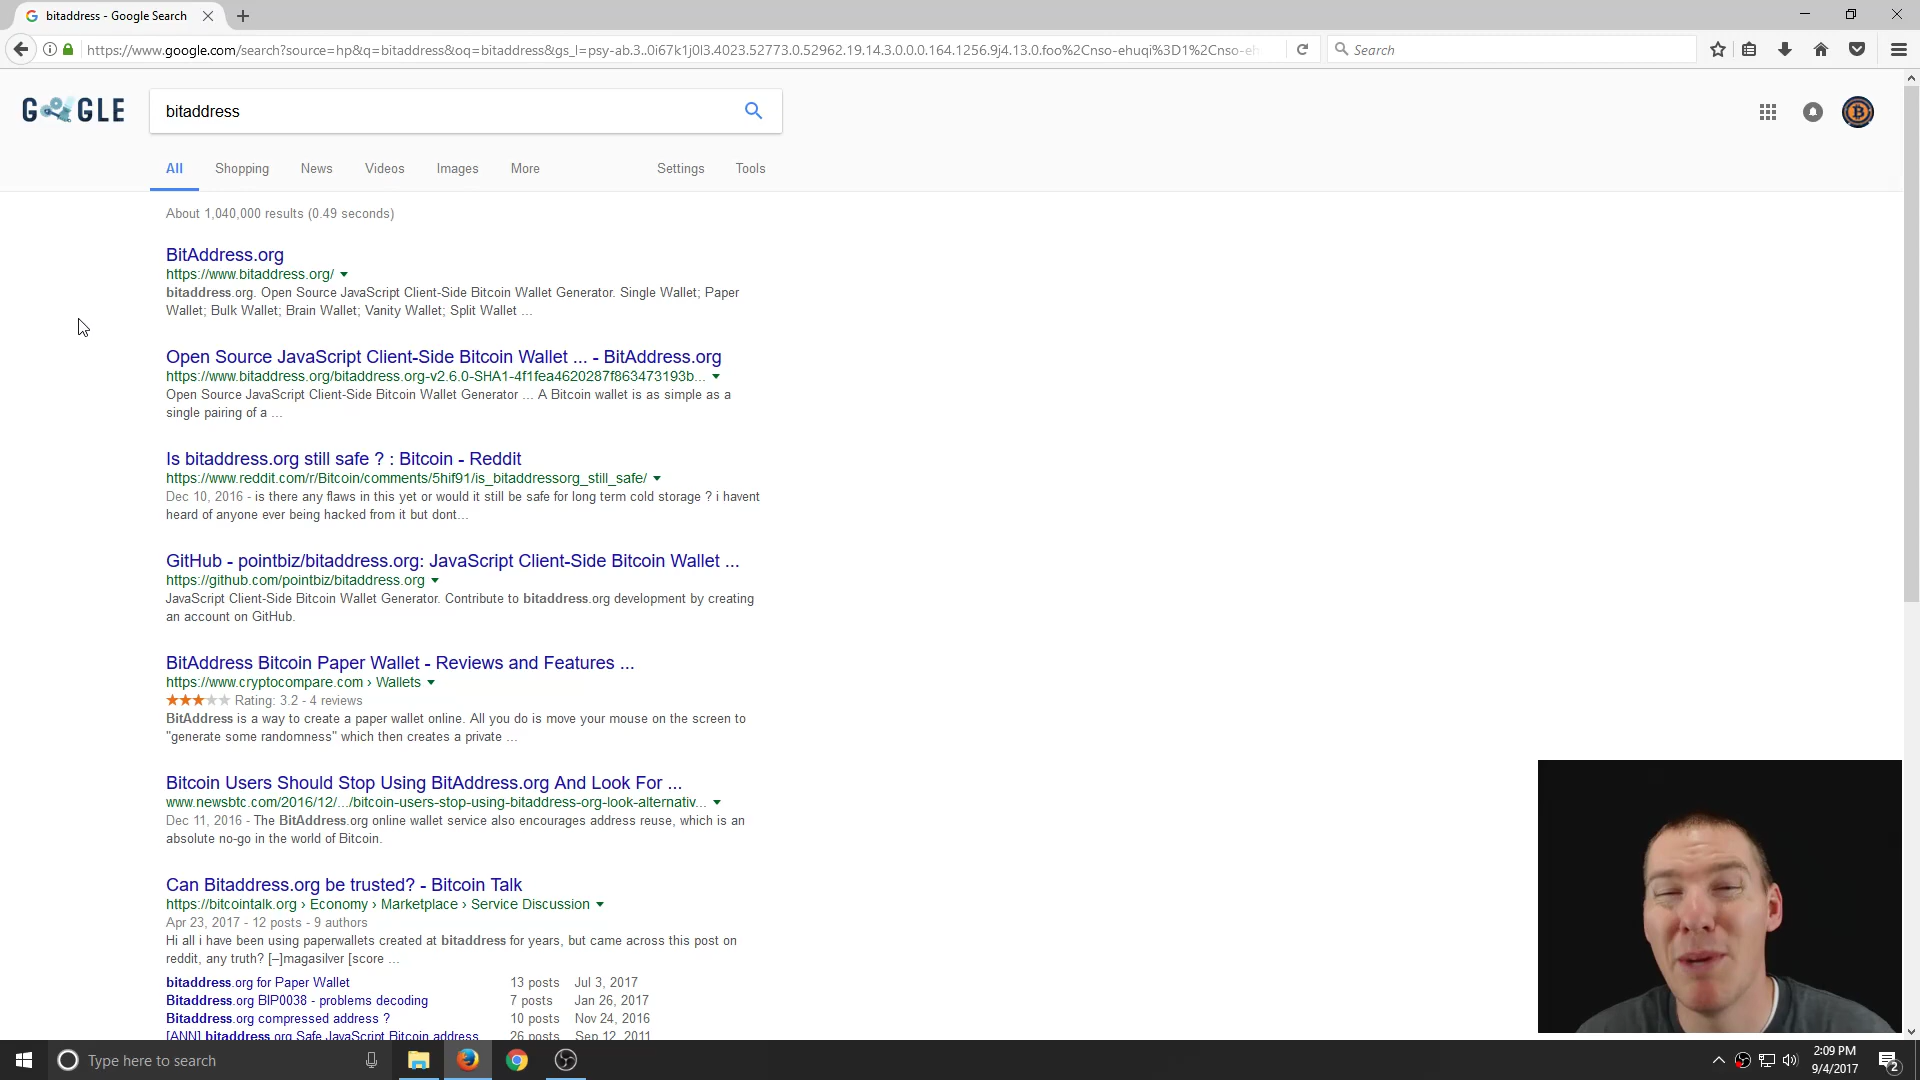 bitaddress - Google Search
https://www.google.com/search?source=hp&q=bitaddress&oq=bitaddress&gs_l=psy-ab.3..0i67k1j0l3.4023.52773.0.52962.19.14.3.0.0.0.164.1256.9j4.13.0.foo%2Cnso-ehuqi%3D1%2Cnso-eh
Search
GOOGLE
bitaddress
All Shopping News Videos Images More Settings Tools
About 1,040,000 results (0.49 seconds)
BitAddress.org
https://www.bitaddress.org/
bitaddress.org. Open Source JavaScript Client-Side Bitcoin Wallet Generator. Single Wallet; Paper
Wallet; Bulk Wallet; Brain Wallet; Vanity Wallet; Split Wallet ...
Open Source JavaScript Client-Side Bitcoin Wallet ... - BitAddress.org
https://www.bitaddress.org/bitaddress.org-v2.6.0-SHA1-4f1fea4620287f863473193b...
Open Source JavaScript Client-Side Bitcoin Wallet Generator ... A Bitcoin wallet is as simple as a
single pairing of a ...
Is bitaddress.org still safe ? : Bitcoin - Reddit
https://www.reddit.com/r/Bitcoin/comments/5hif91/is_bitaddressorg_still_safe/
Dec 10, 2016 - is there any flaws in this yet or would it still be safe for long term cold storage ? i havent
heard of anyone ever being hacked from it but dont...
GitHub - pointbiz/bitaddress.org: JavaScript Client-Side Bitcoin Wallet ...
https://github.com/pointbiz/bitaddress.org
JavaScript Client-Side Bitcoin Wallet Generator. Contribute to bitaddress.org development by creating
an account on GitHub.
BitAddress Bitcoin Paper Wallet - Reviews and Features ...
https://www.cryptocompare.com › Wallets
Rating: 3.2 - 4 reviews
BitAddress is a way to create a paper wallet online. All you do is move your mouse on the screen to
"generate some randomness" which then creates a private ...
Bitcoin Users Should Stop Using BitAddress.org And Look For ...
www.newsbtc.com/2016/12/.../bitcoin-users-stop-using-bitaddress-org-look-alternativ...
Dec 11, 2016 - The BitAddress.org online wallet service also encourages address reuse, which is an
absolute no-go in the world of Bitcoin.
Can Bitaddress.org be trusted? - Bitcoin Talk
https://bitcointalk.org › Economy › Marketplace › Service Discussion
Apr 23, 2017 - 12 posts - 9 authors
Hi all i have been using paperwallets created at bitaddress for years, but came across this post on
reddit, any truth? [–]magasilver [score ...
bitaddress.org for Paper Wallet 13 posts Jul 3, 2017
Bitaddress.org BIP0038 - problems decoding 7 posts Jan 26, 2017
Bitaddress.org compressed address ? 10 posts Nov 24, 2016
[ANN] bitaddress.org Safe JavaScript Bitcoin address 26 posts Sep 12, 2011
Type here to search
2:09 PM
9/4/2017
2